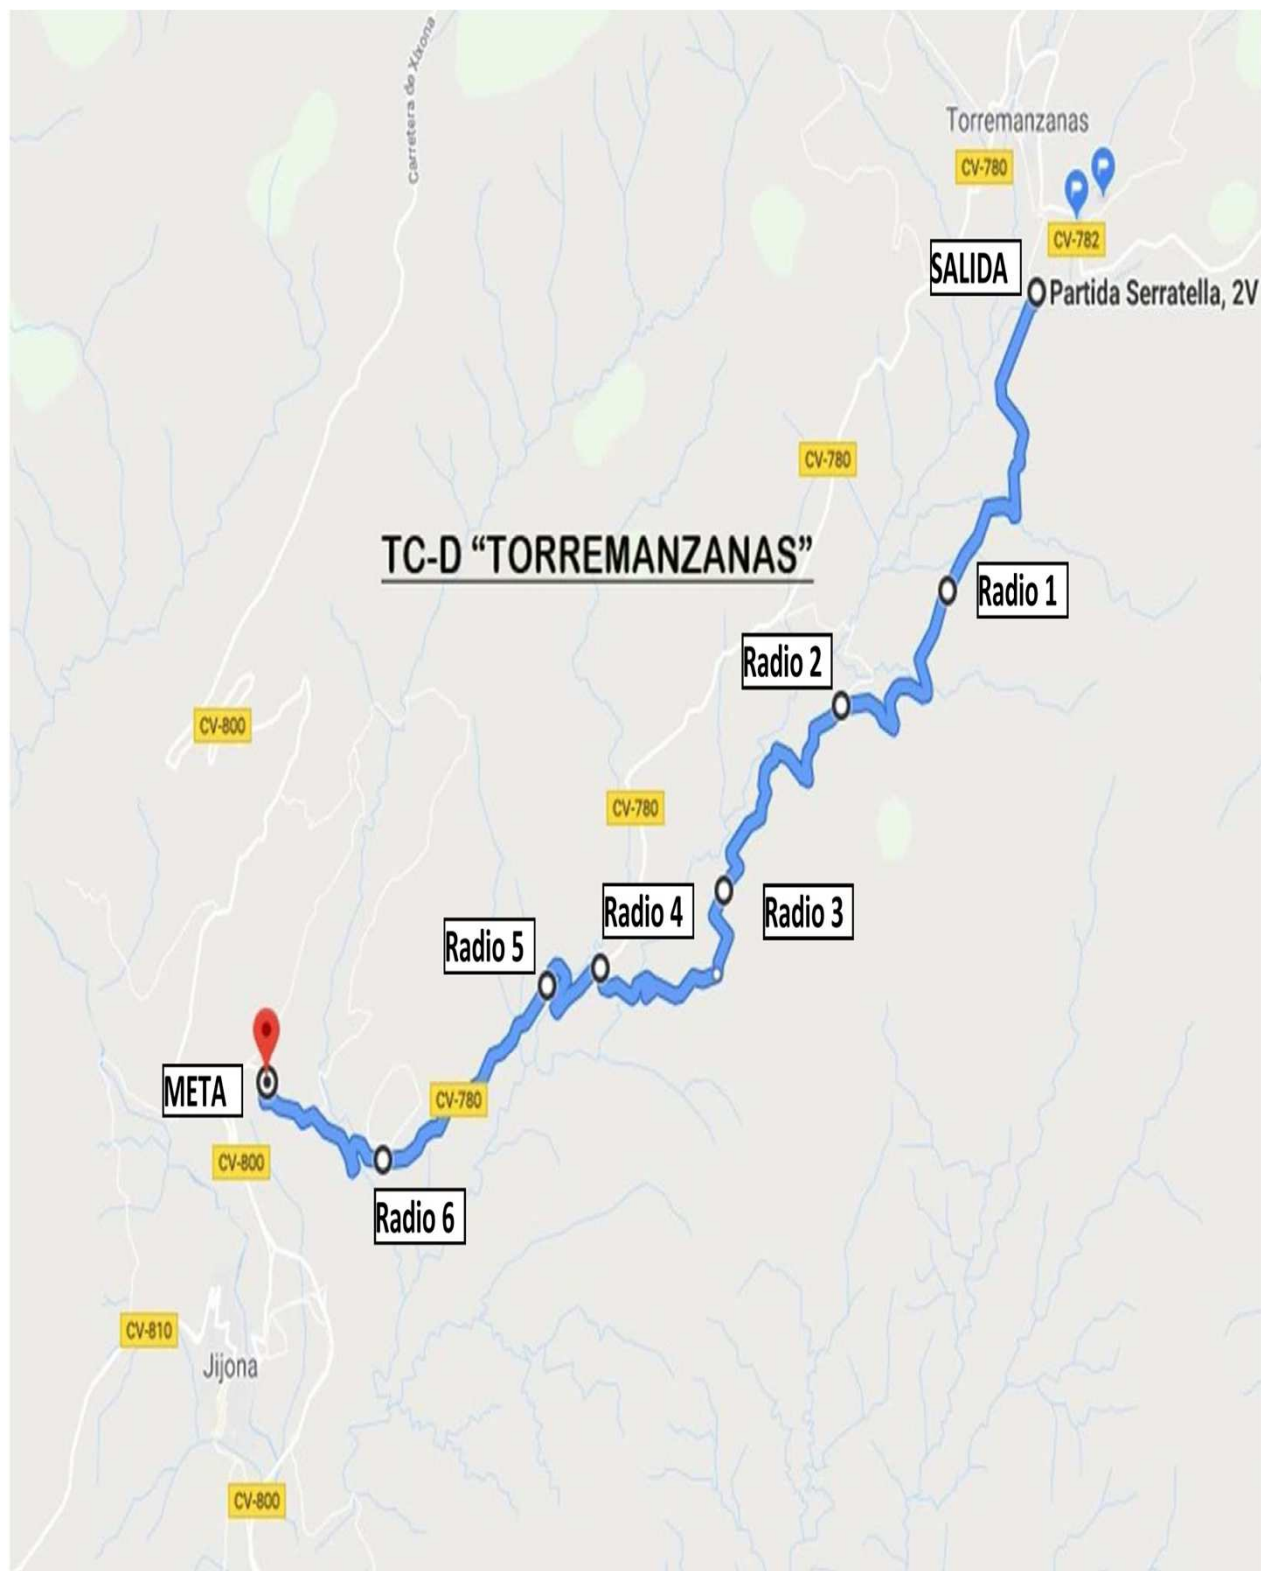 Carretera de Xixona
Torremanzanas
CV-780
P
P
CV-782
SALIDA
Partida Serratella, 2V
CV-780
TC-D “TORREMANZANAS”
Radio 1
Radio 2
CV-800
CV-780
Radio 4
Radio 3
Radio 5
META
CV-780
CV-800
Radio 6
CV-810
Jijona
CV-800